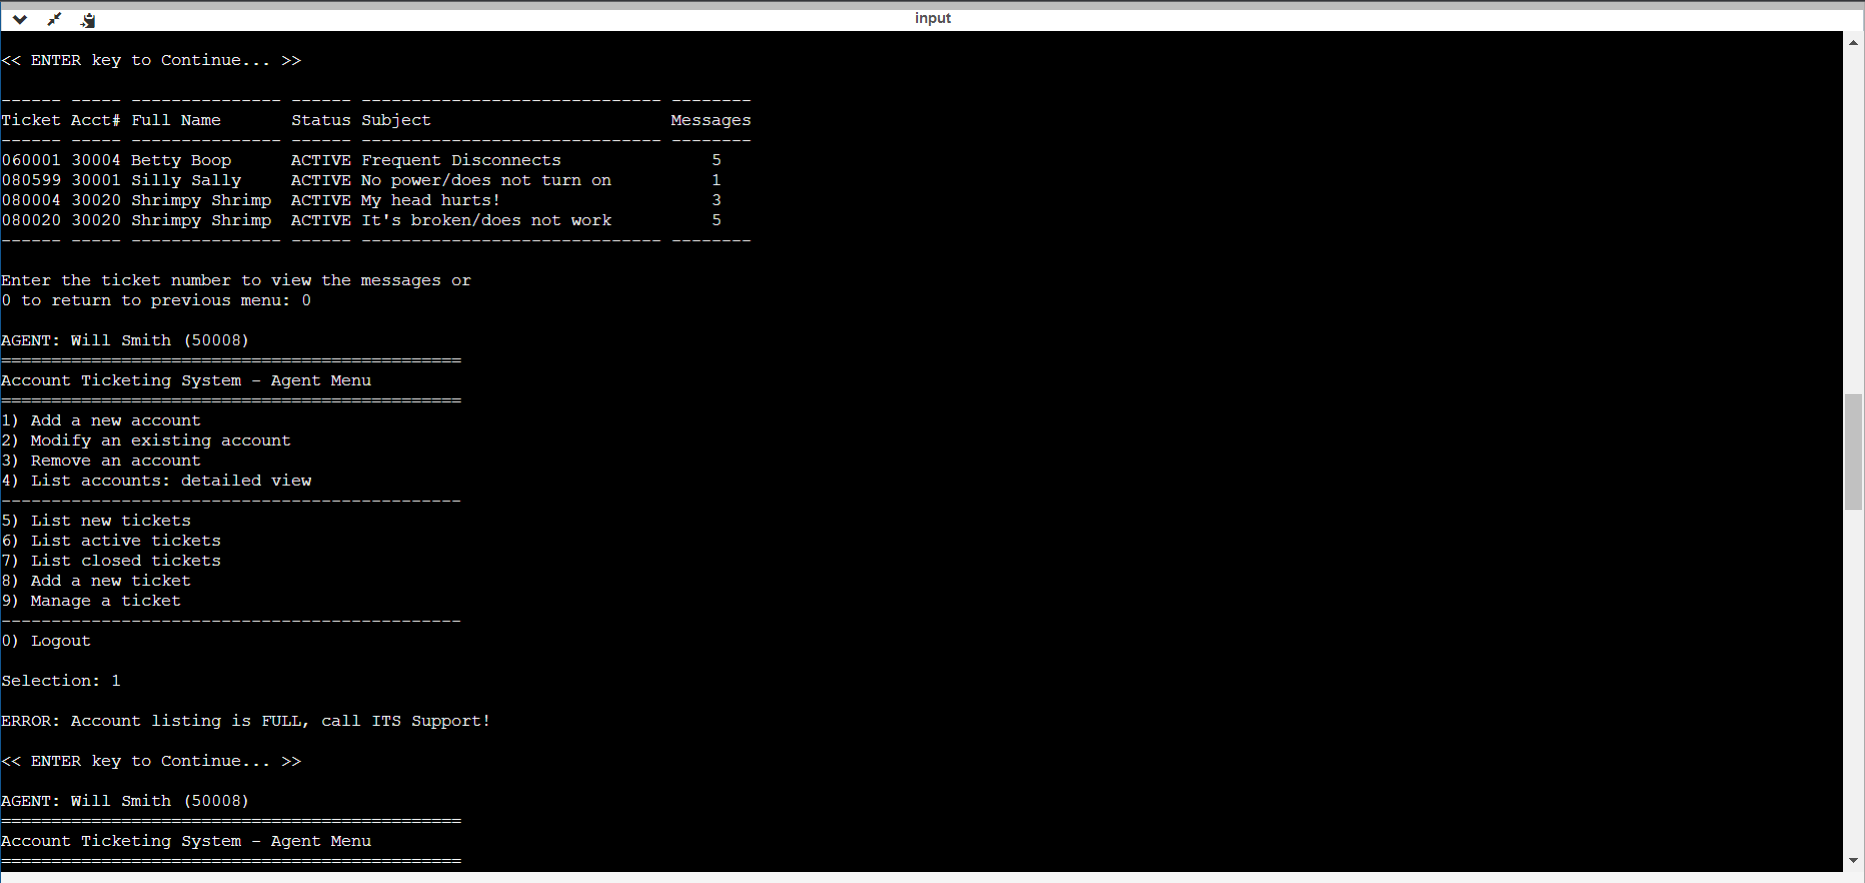 input
<< ENTER key to Continue... >>
------ ----- --------------- ------ ------------------------------ --------
Ticket Acct# Full Name       Status Subject                        Messages
------ ----- --------------- ------ ------------------------------ --------
060001 30004 Betty Boop      ACTIVE Frequent Disconnects               5
080599 30001 Silly Sally     ACTIVE No power/does not turn on          1
080004 30020 Shrimpy Shrimp  ACTIVE My head hurts!                     3
080020 30020 Shrimpy Shrimp  ACTIVE It's broken/does not work          5
------ ----- --------------- ------ ------------------------------ --------
Enter the ticket number to view the messages or
0 to return to previous menu: 0
AGENT: Will Smith (50008)
==============================================
Account Ticketing System - Agent Menu
==============================================
1) Add a new account
2) Modify an existing account
3) Remove an account
4) List accounts: detailed view
----------------------------------------------
5) List new tickets
6) List active tickets
7) List closed tickets
8) Add a new ticket
9) Manage a ticket
----------------------------------------------
0) Logout
Selection: 1
ERROR: Account listing is FULL, call ITS Support!
<< ENTER key to Continue... >>
AGENT: Will Smith (50008)
==============================================
Account Ticketing System - Agent Menu
==============================================